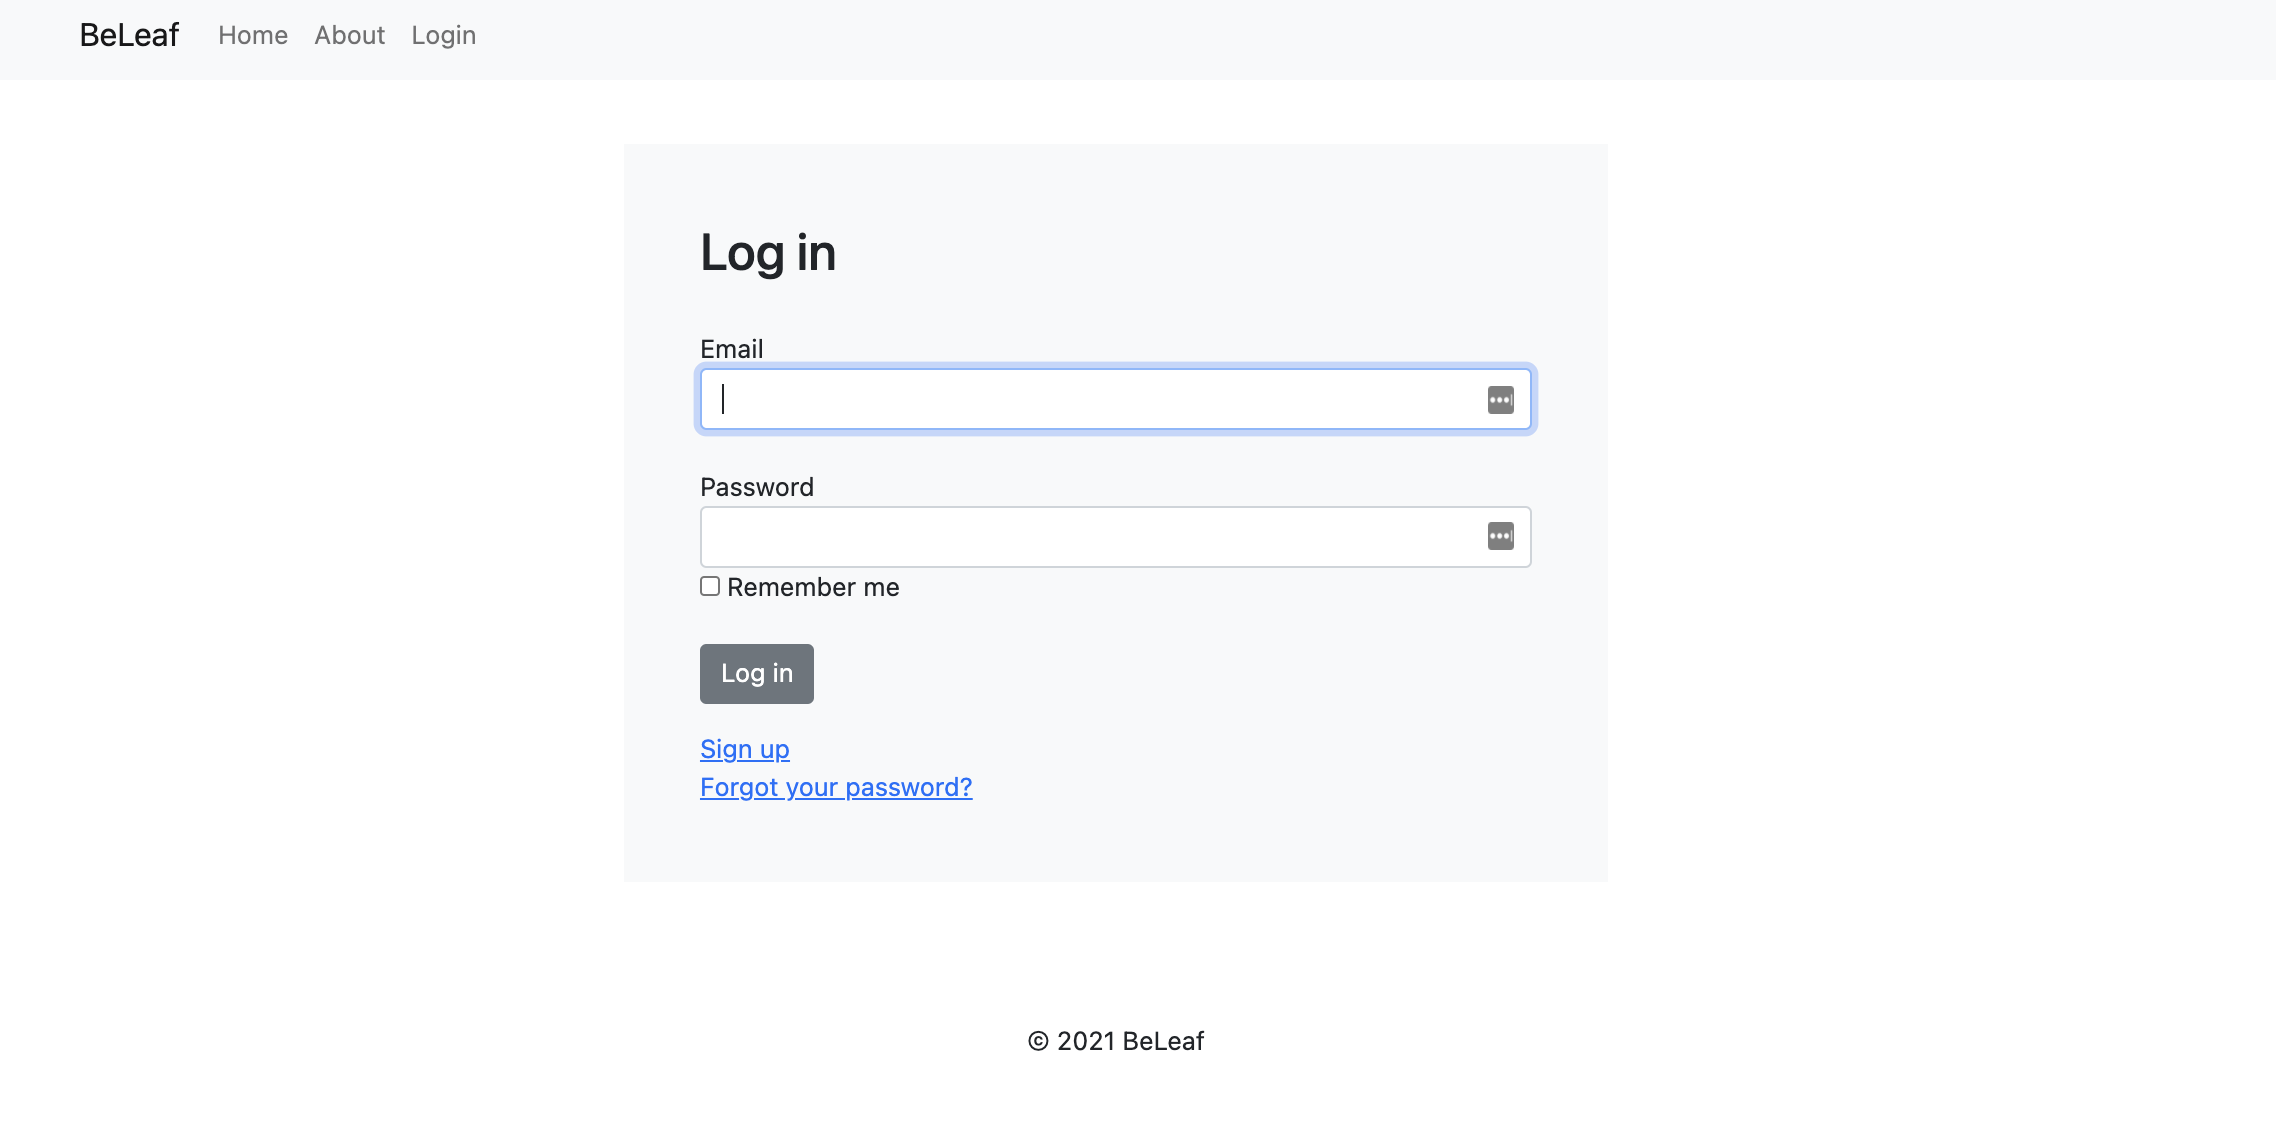 BeLeaf Home About Login
Log in
Email
Password
Remember me
Log in
Sign up
Forgot your password?
© 2021 BeLeaf